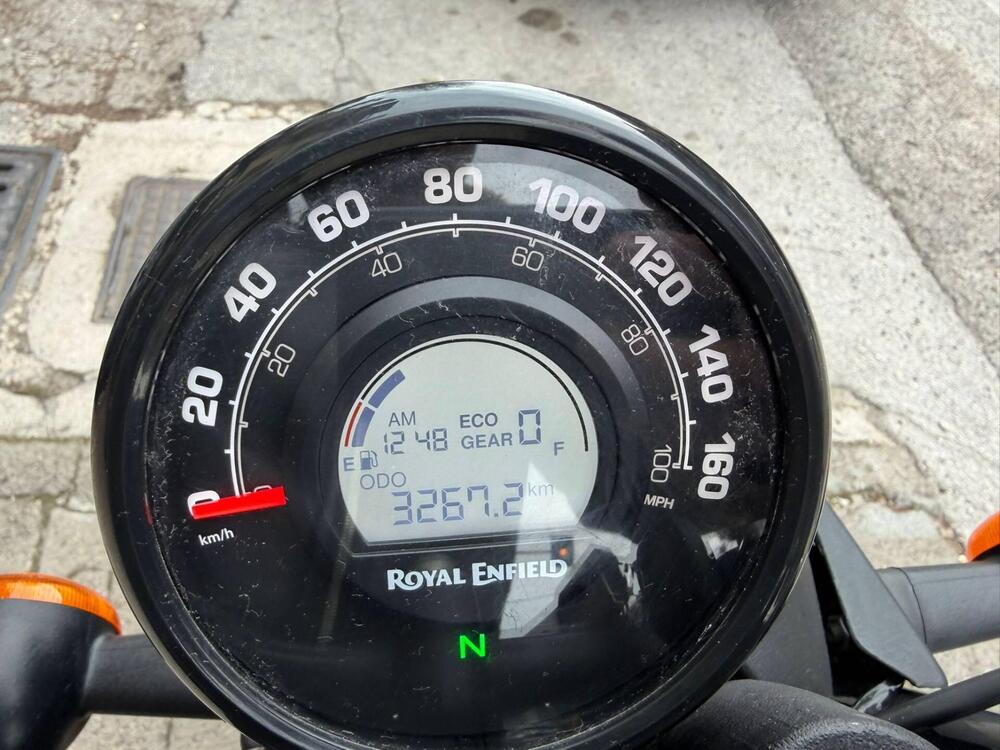 0 20 40 60 80 100 120 140 160
km/h
20 40 60 80 100
MPH
AM ECO
12 48 GEAR 0
E F
ODO
3267.2 km
ROYAL ENFIELD
N